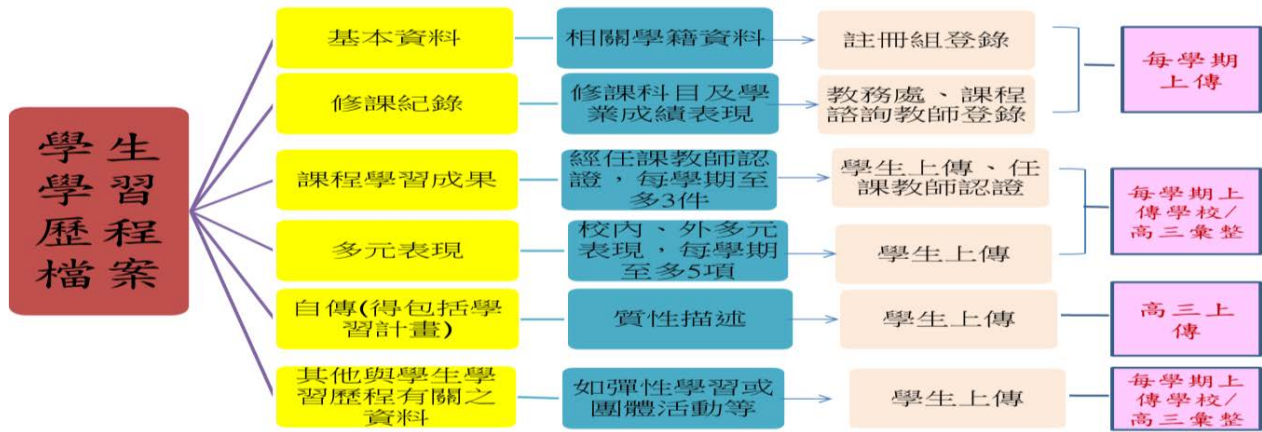 學生
學習
歷程
檔案
基本資料
相關學籍資料
註冊組登錄
每學期
上傳
修課紀錄
修課科目及學
業成績表現
教務處、課程
諮詢教師登錄
課程學習成果
經任課教師認
證，每學期至
多3件
學生上傳、任
課教師認證
每學期上
傳學校/
高三彙整
多元表現
校內、外多元
表現，每學期
至多5項
學生上傳
自傳(得包括學
習計畫)
質性描述
學生上傳
高三上
傳
其他與學生學
習歷程有關之
資料
如彈性學習或
團體活動等
學生上傳
每學期上
傳學校/
高三彙整